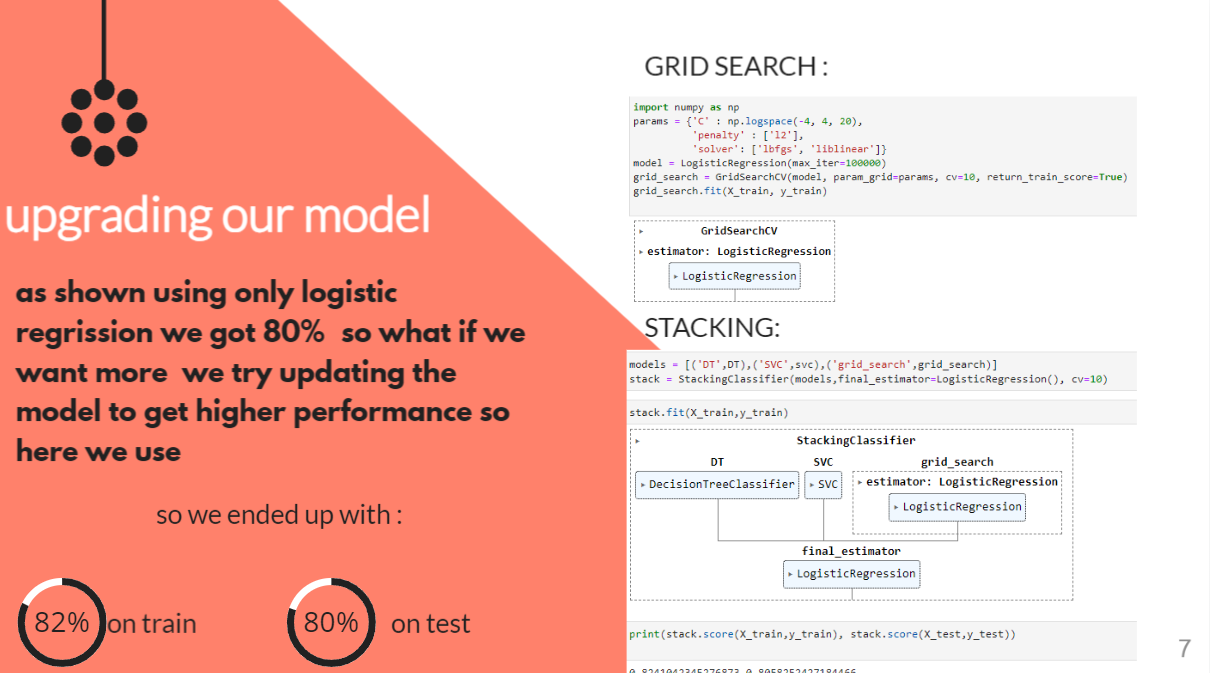 upgrading our model
as shown using only logistic
regrission we got 80% so what if we
want more we try updating the
model to get higher performance so
here we use
so we ended up with :
82% on train
80% on test
GRID SEARCH :
import numpy as np
params = {'C' : np.logspace(-4, 4, 20),
'penalty' : ['l2'],
'solver': ['lbfgs', 'liblinear']}
model = LogisticRegression(max_iter=100000)
grid_search = GridSearchCV(model, param_grid=params, cv=10, return_train_score=True)
grid_search.fit(X_train, y_train)
GridSearchCV
estimator: LogisticRegression
LogisticRegression
STACKING:
models = [('DT',DT),('SVC',svc),('grid_search',grid_search)]
stack = StackingClassifier(models,final_estimator=LogisticRegression(), cv=10)
stack.fit(X_train,y_train)
StackingClassifier
DT SVC grid_search
estimator: LogisticRegression
DecisionTreeClassifier SVC
LogisticRegression
final_estimator
LogisticRegression
print(stack.score(X_train,y_train), stack.score(X_test,y_test))
7